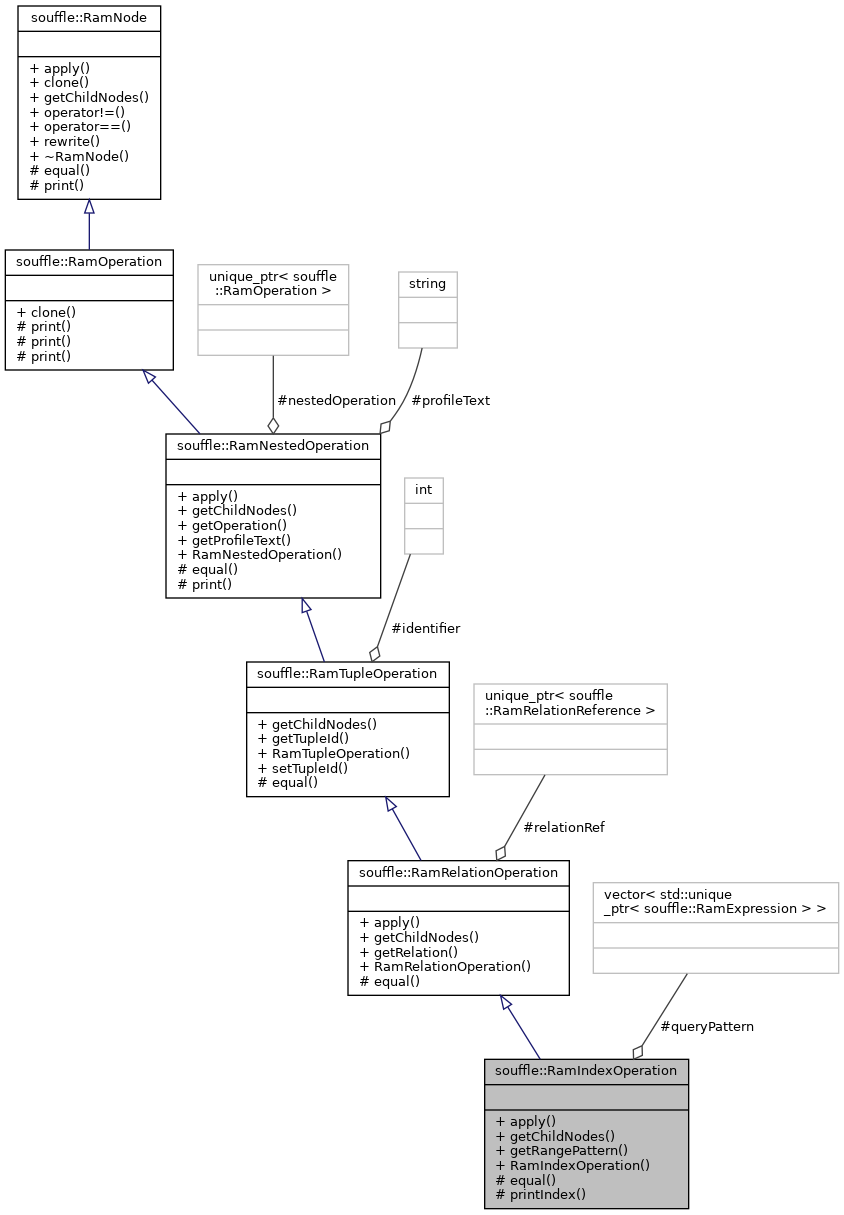 souffle::RamNode
+ apply()
+ clone()
+ getChildNodes()
+ operator!=()
+ operator==()
+ rewrite()
+ ~RamNode()
# equal()
# print()
souffle::RamOperation
+ clone()
# print()
# print()
# print()
unique_ptr< souffle
::RamOperation >
string
#nestedOperation
#profileText
souffle::RamNestedOperation
+ apply()
+ getChildNodes()
+ getOperation()
+ getProfileText()
+ RamNestedOperation()
# equal()
# print()
int
#identifier
souffle::RamTupleOperation
+ getChildNodes()
+ getTupleId()
+ RamTupleOperation()
+ setTupleId()
# equal()
unique_ptr< souffle
::RamRelationReference >
#relationRef
souffle::RamRelationOperation
+ apply()
+ getChildNodes()
+ getRelation()
+ RamRelationOperation()
# equal()
vector< std::unique
_ptr< souffle::RamExpression > >
#queryPattern
souffle::RamIndexOperation
+ apply()
+ getChildNodes()
+ getRangePattern()
+ RamIndexOperation()
# equal()
# printIndex()